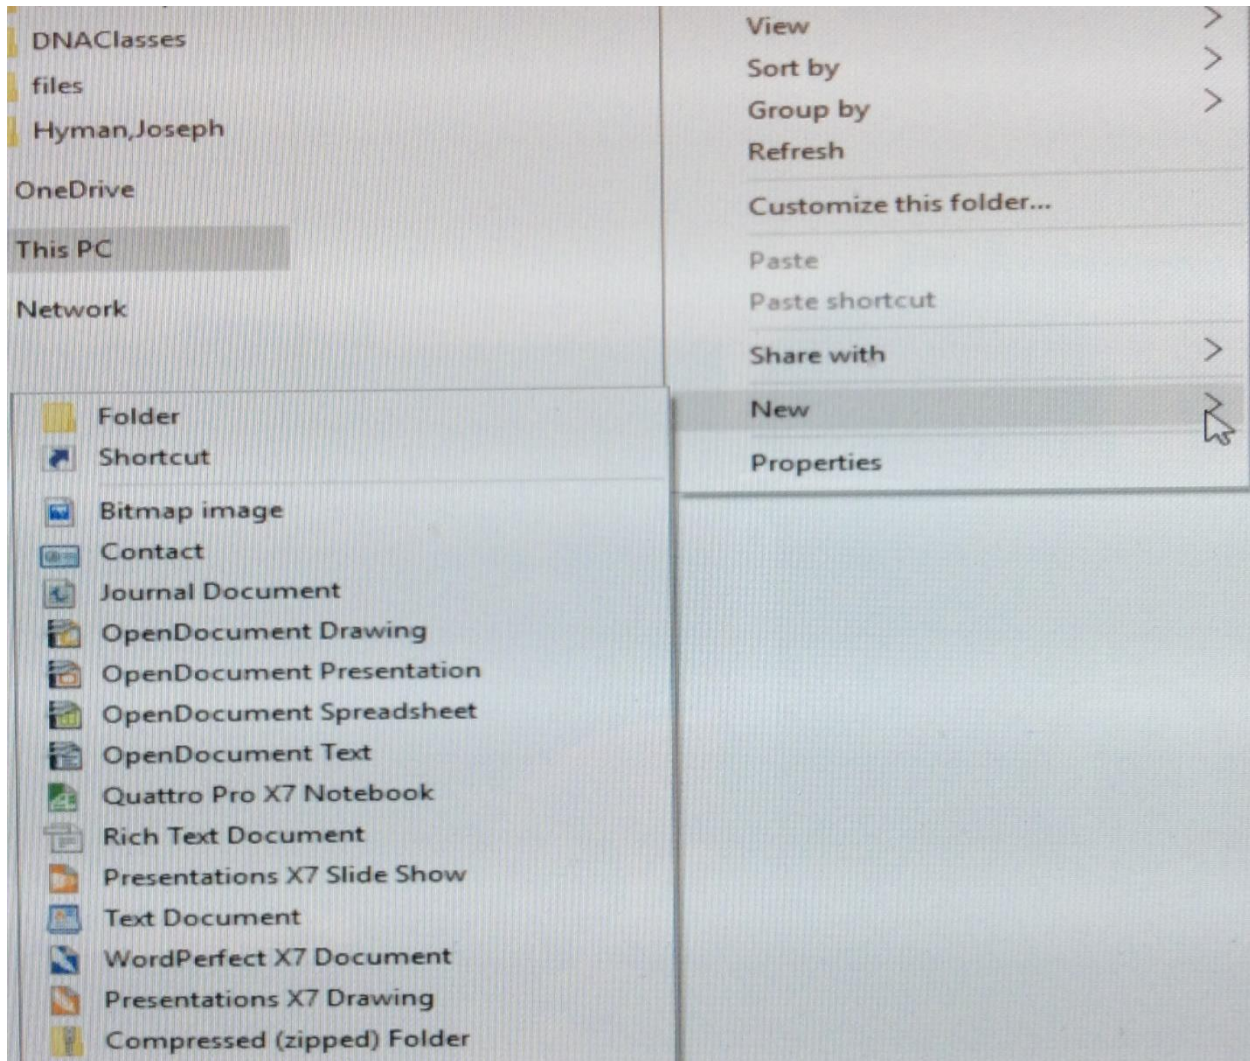 DNAClasses
files
Hyman,Joseph
OneDrive
This PC
Network
View
Sort by
Group by
Refresh
Customize this folder...
Paste
Paste shortcut
Share with
New
Properties
Folder
Shortcut
Bitmap image
Contact
Journal Document
OpenDocument Drawing
OpenDocument Presentation
OpenDocument Spreadsheet
OpenDocument Text
Quattro Pro X7 Notebook
Rich Text Document
Presentations X7 Slide Show
Text Document
WordPerfect X7 Document
Presentations X7 Drawing
Compressed (zipped) Folder